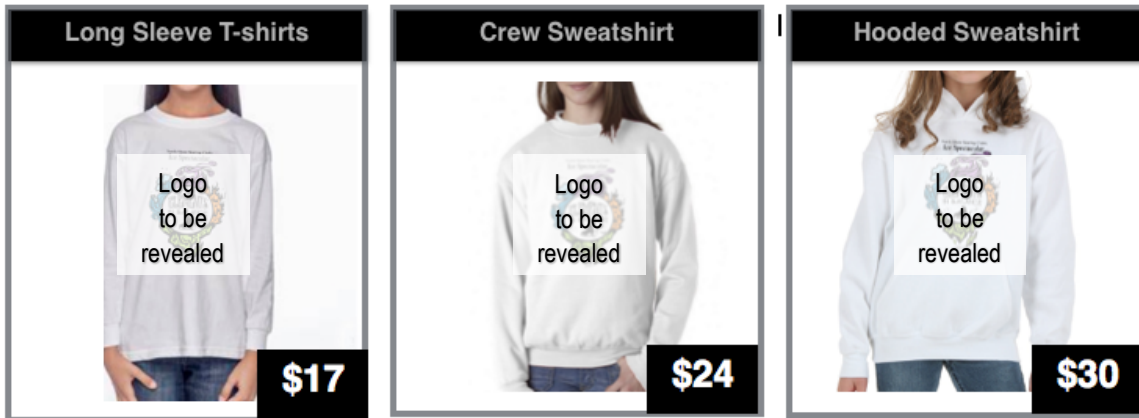 Long Sleeve T-shirts
Logo
to be
revealed
$17
Crew Sweatshirt
Logo
to be
revealed
$24
Hooded Sweatshirt
Logo
to be
revealed
$30